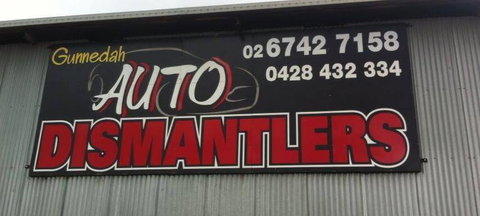 Gunnedah
AUTO
DISMANTLERS
02 6742 7158
0428 432 334